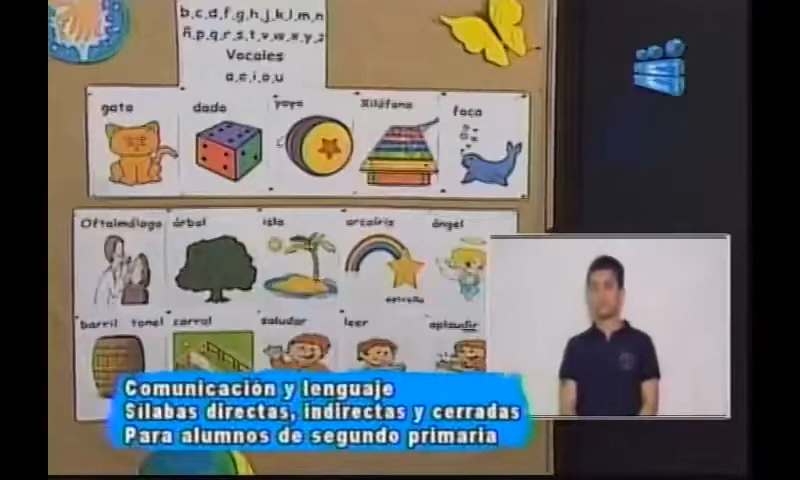 b,c,d,f,g,h,j,k,l,m,n
ñ,p,q,r,s,t,v,w,x,y,z
Vocales
a,e,i,o,u
gato dado yoyo Xilófono foca
Oftalmólogo árbol isla arcoíris ángel
estrella
barril tonel corral saludar leer aplaudir
Comunicación y lenguaje
Sílabas directas, indirectas y cerradas
Para alumnos de segundo primaria